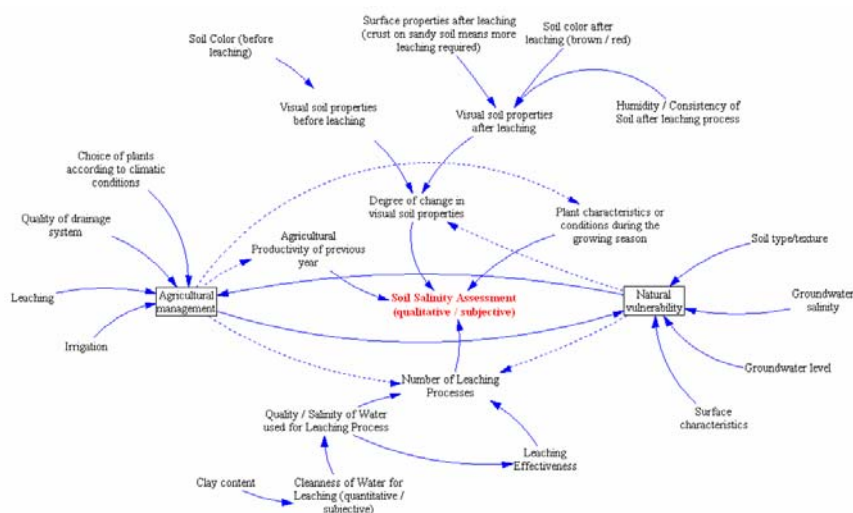 Surface properties after leaching
(crust on sandy soil means more
leaching required)
Soil color after
leaching (brown / red)
Soil Color (before
leaching)
Visual soil properties
before leaching
Visual soil properties
after leaching
Humidity / Consistency of
Soil after leaching process
Choice of plants
according to climatic
conditions
Degree of change in
visual soil properties
Plant characteristics or
conditions during the
growing season
Quality of drainage
system
Agricultural
Productivity of previous
year
Soil type/texture
Leaching
Agricultural
management
Soil Salinity Assessment
(qualitative / subjective)
Natural
vulnerability
Groundwater
salinity
Irrigation
Groundwater level
Number of Leaching
Processes
Surface
characteristics
Quality / Salinity of Water
used for Leaching Process
Leaching
Effectiveness
Clay content
Cleanness of Water for
Leaching (quantitative /
subjective)